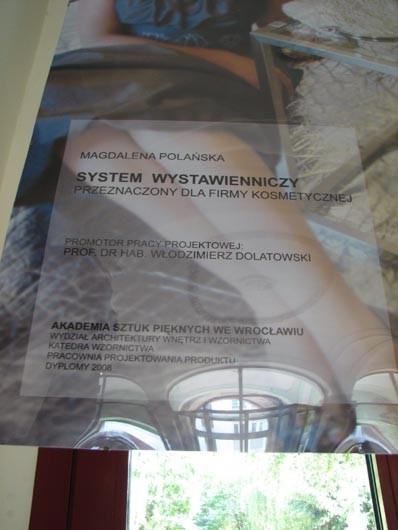 MAGDALENA POLAŃSKA
SYSTEM WYSTAWIENNICZY
PRZEZNACZONY DLA FIRMY KOSMETYCZNEJ
PROMOTOR PRACY PROJEKTOWEJ:
PROF. DR HAB. WŁODZIMIERZ DOLATOWSKI
AKADEMIA SZTUK PIĘKNYCH WE WROCŁAWIU
WYDZIAŁ ARCHITEKTURY WNĘTRZ I WZORNICTWA
KATEDRA WZORNICTWA
PRACOWNIA PROJEKTOWANIA PRODUKTU
DYPLOMY 2008